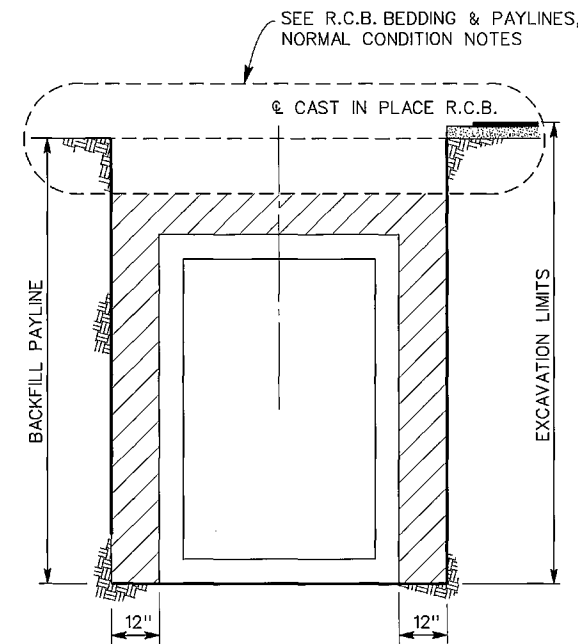 SEE R.C.B. BEDDING & PAYLINES,
NORMAL CONDITION NOTES
℄ CAST IN PLACE R.C.B.
BACKFILL PAYLINE
EXCAVATION LIMITS
12"
12"